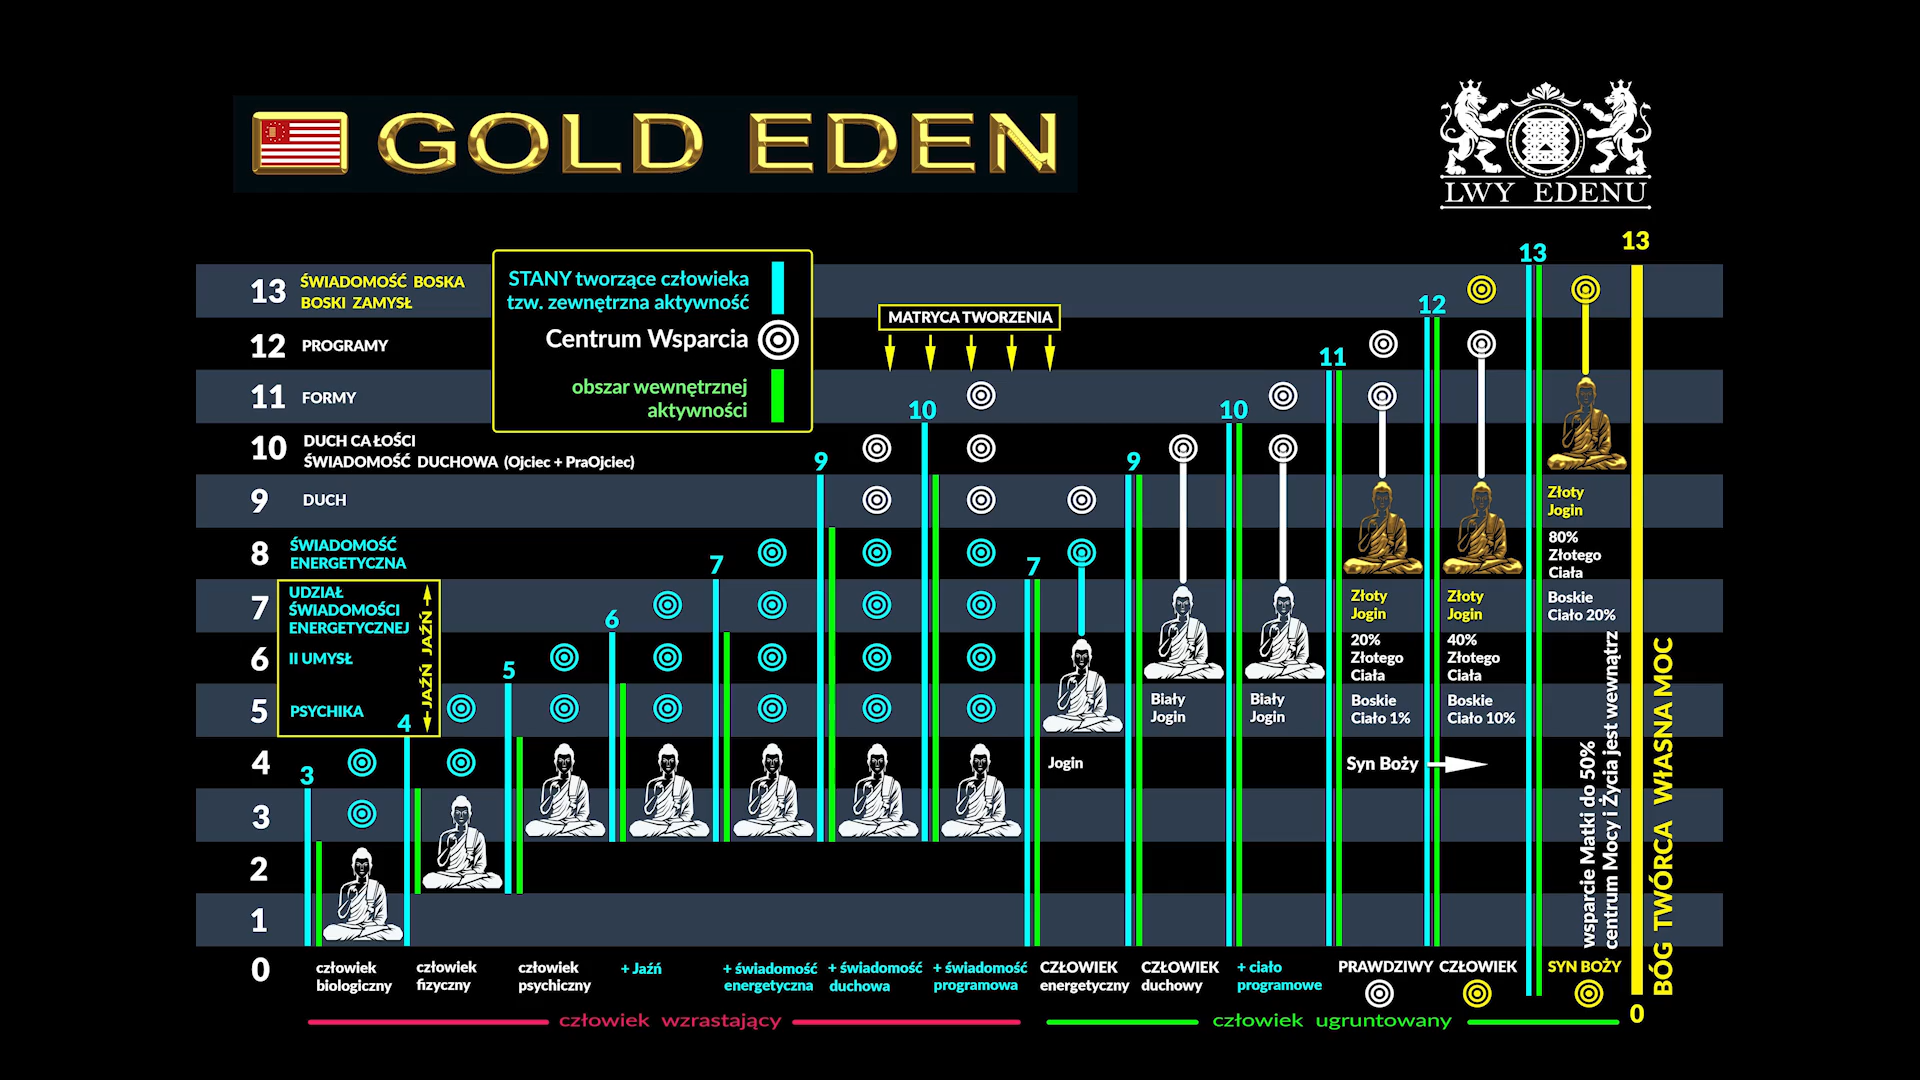 GOLD EDEN
LWY EDENU
13
13
13 ŚWIADOMOŚĆ BOSKA
BOSKI ZAMYSŁ
STANY tworzące człowieka
tzw. zewnętrzna aktywność
Centrum Wsparcia
obszar wewnętrznej
aktywności
MATRYCA TWORZENIA
12
11
10
10
9
9
7
7
6
5
4
3
12 PROGRAMY
11 FORMY
10 DUCH CAŁOŚCI
ŚWIADOMOŚĆ DUCHOWA (Ojciec + PraOjciec)
9 DUCH
8 ŚWIADOMOŚĆ
ENERGETYCZNA
7 UDZIAŁ
ŚWIADOMOŚCI
ENERGETYCZNEJ
6 II UMYSŁ
5 PSYCHIKA
JAŹŃ JAŹŃ
4
3
2
1
0
Jogin
Biały
Jogin
Biały
Jogin
Złoty
Jogin
20%
Złotego
Ciała
Boskie
Ciało 1%
Złoty
Jogin
40%
Złotego
Ciała
Boskie
Ciało 10%
Złoty
Jogin
80%
Złotego
Ciała
Boskie
Ciało 20%
Syn Boży
wsparcie Matki do 50%
centrum Mocy i Życia jest wewnątrz
BÓG TWÓRCA WŁASNA MOC
człowiek
biologiczny
człowiek
fizyczny
człowiek
psychiczny
+ Jaźń
+ świadomość
energetyczna
+ świadomość
duchowa
+ świadomość
programowa
CZŁOWIEK
energetyczny
CZŁOWIEK
duchowy
+ ciało
programowe
PRAWDZIWY CZŁOWIEK
SYN BOŻY
0
człowiek wzrastający
człowiek ugruntowany